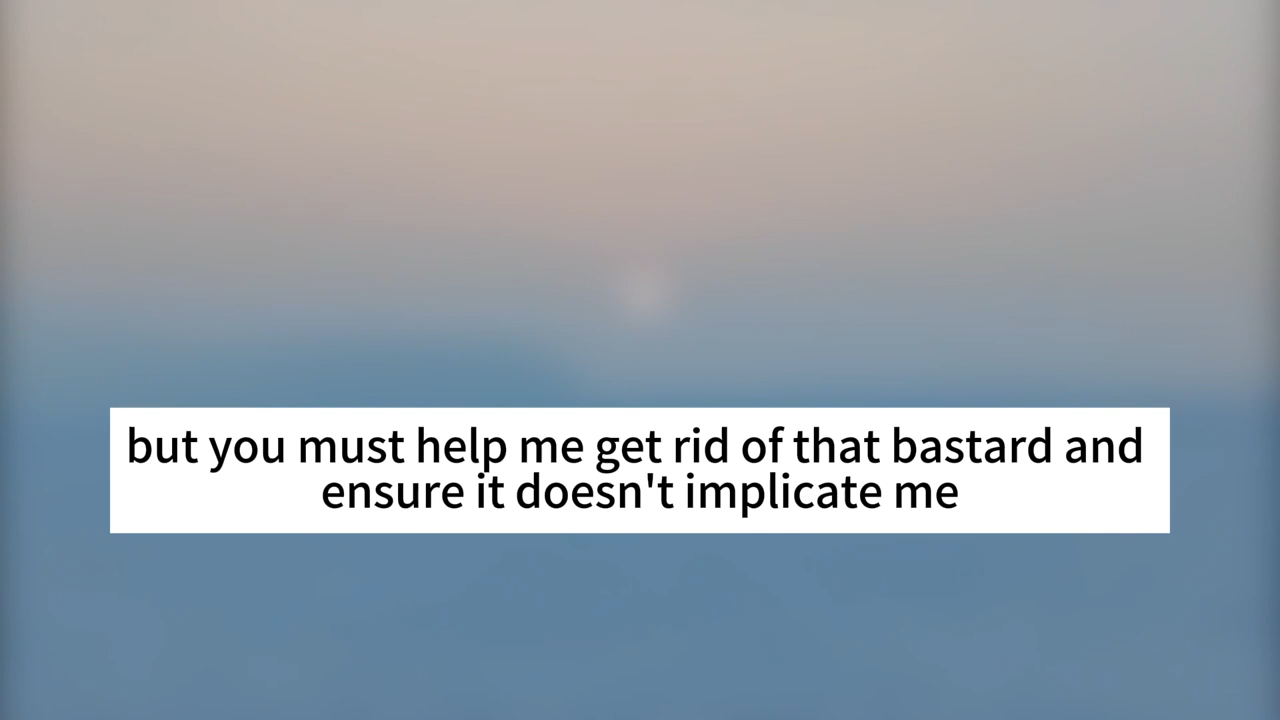 but you must help me get rid of that bastard and
ensure it doesn't implicate me